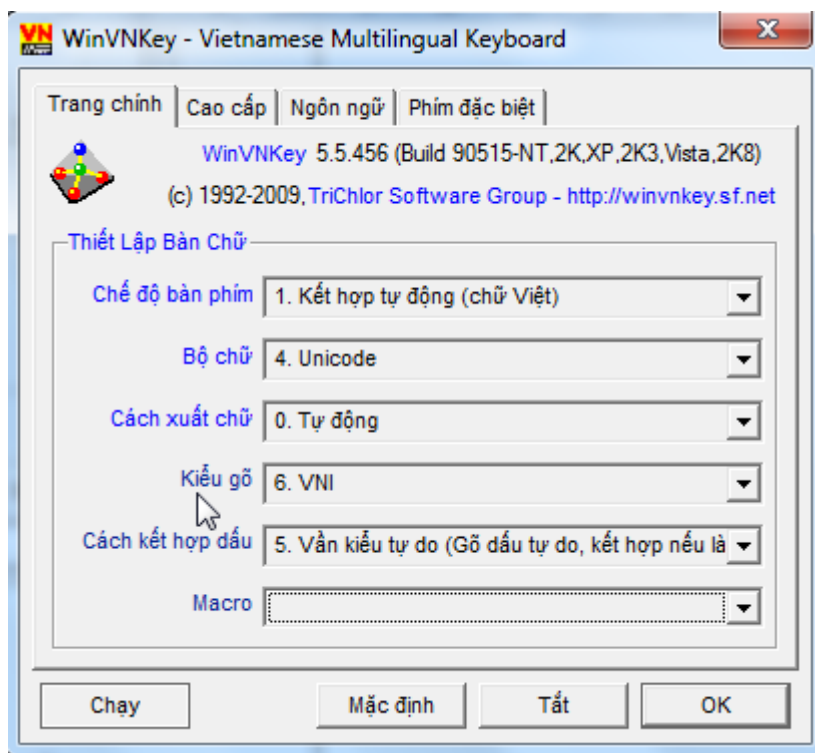 VN WinVNKey - Vietnamese Multilingual Keyboard
Trang chính Cao cấp Ngôn ngữ Phím đặc biệt
WinVNKey 5.5.456 (Build 90515-NT,2K,XP,2K3,Vista,2K8)
(c) 1992-2009, TriChlor Software Group - http://winvnkey.sf.net
Thiết Lập Bàn Chữ
Chế độ bàn phím 1. Kết hợp tự động (chữ Việt)
Bộ chữ 4. Unicode
Cách xuất chữ 0. Tự động
Kiểu gõ 6. VNI
Cách kết hợp dấu 5. Vần kiểu tự do (Gõ dấu tự do, kết hợp nếu là
Macro
Chạy Mặc định Tắt OK